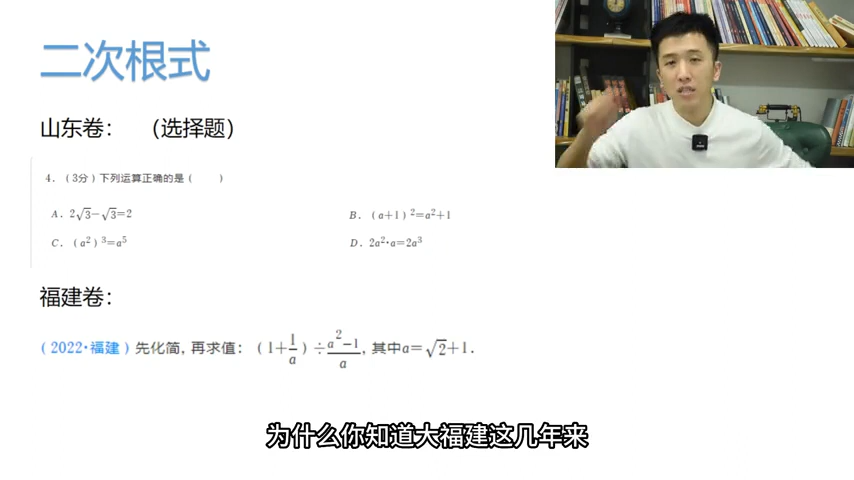 二次根式
山东卷： （选择题）
4．（3分）下列运算正确的是（　　）
A．2√3−√3=2
B．（a+1）²=a²+1
C．（a²）³=a⁵
D．2a²•a=2a³
福建卷：
（2022•福建）先化简，再求值：（1+1/a）÷(a²−1)/a，其中a=√2+1．
为什么你知道大福建这几年来